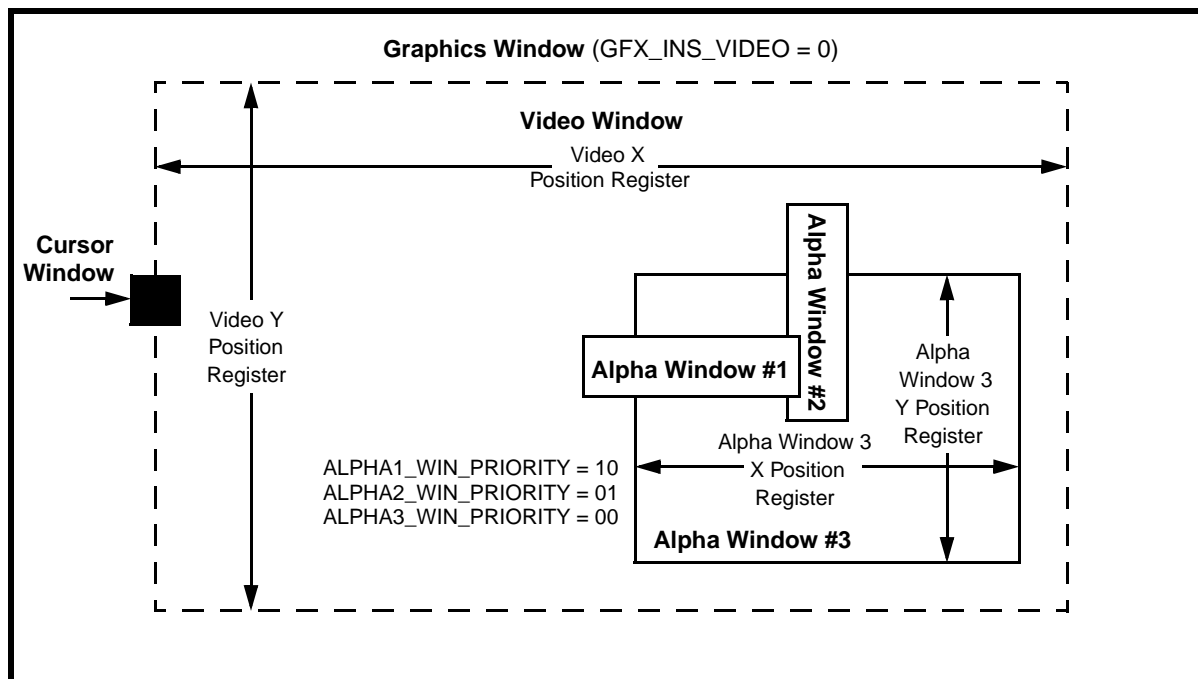 Graphics Window (GFX_INS_VIDEO = 0)
Video Window
Video X
Position Register
Cursor
Window
Video Y
Position
Register
Alpha Window #2
Alpha Window #1
Alpha
Window 3
Y Position
Register
Alpha Window 3
X Position
Register
ALPHA1_WIN_PRIORITY = 10
ALPHA2_WIN_PRIORITY = 01
ALPHA3_WIN_PRIORITY = 00
Alpha Window #3